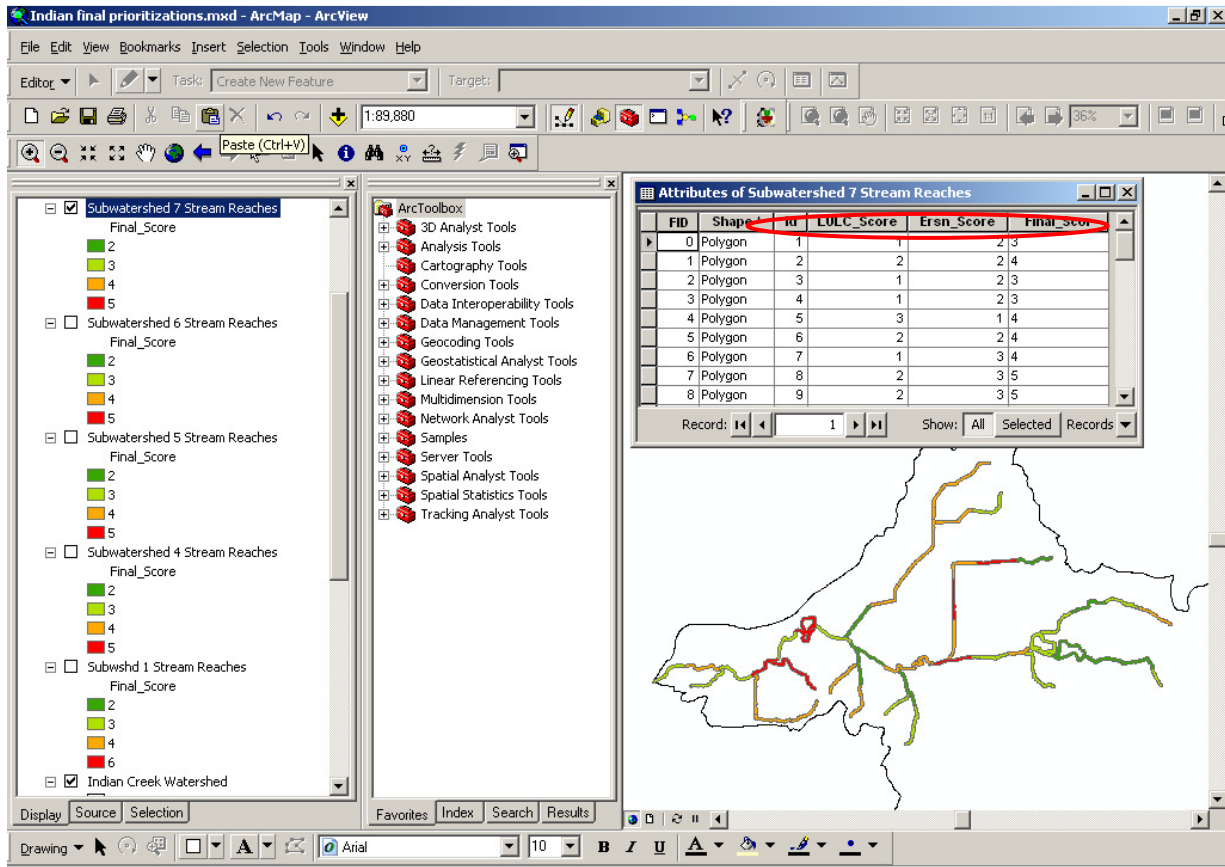 Indian final prioritizations.mxd - ArcMap - ArcView
File Edit View Bookmarks Insert Selection Tools Window Help
Editor Task: Create New Feature Target:
1:89,880 36%
Paste (Ctrl+V)
Subwatershed 7 Stream Reaches
Final_Score
2
3
4
5
Subwatershed 6 Stream Reaches
Final_Score
2
3
4
5
Subwatershed 5 Stream Reaches
Final_Score
2
3
4
5
Subwatershed 4 Stream Reaches
Final_Score
2
3
4
5
Subwshd 1 Stream Reaches
Final_Score
2
3
4
6
Indian Creek Watershed
Display Source Selection
ArcToolbox
3D Analyst Tools
Analysis Tools
Cartography Tools
Conversion Tools
Data Interoperability Tools
Data Management Tools
Geocoding Tools
Geostatistical Analyst Tools
Linear Referencing Tools
Multidimension Tools
Network Analyst Tools
Samples
Server Tools
Spatial Analyst Tools
Spatial Statistics Tools
Tracking Analyst Tools
Favorites Index Search Results
Attributes of Subwatershed 7 Stream Reaches
FID Shape Id LULC_Score Ersn_Score Final_Scor
0 Polygon 1 1 2 3
1 Polygon 2 2 2 4
2 Polygon 3 1 2 3
3 Polygon 4 1 2 3
4 Polygon 5 3 1 4
5 Polygon 6 2 2 4
6 Polygon 7 1 3 4
7 Polygon 8 2 3 5
8 Polygon 9 2 3 5
Record: 1 Show: All Selected Records
Drawing A Arial 10 B I U A